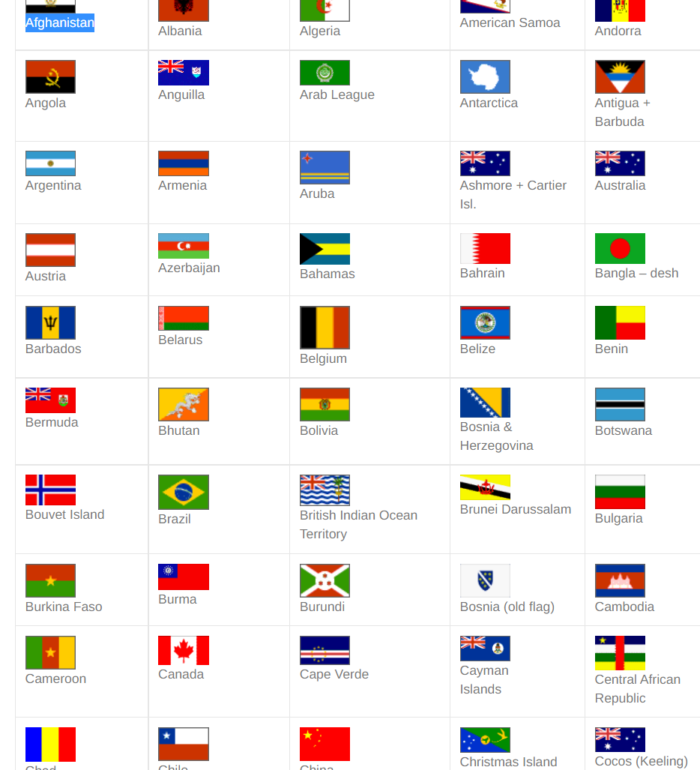 Afghanistan
Albania
Algeria
American Samoa
Andorra
Angola
Anguilla
Arab League
Antarctica
Antigua +
Barbuda
Argentina
Armenia
Aruba
Ashmore + Cartier
Isl.
Australia
Austria
Azerbaijan
Bahamas
Bahrain
Bangla – desh
Barbados
Belarus
Belgium
Belize
Benin
Bermuda
Bhutan
Bolivia
Bosnia &
Herzegovina
Botswana
Bouvet Island
Brazil
British Indian Ocean
Territory
Brunei Darussalam
Bulgaria
Burkina Faso
Burma
Burundi
Bosnia (old flag)
Cambodia
Cameroon
Canada
Cape Verde
Cayman
Islands
Central African
Republic
Chad
Chile
China
Christmas Island
Cocos (Keeling)